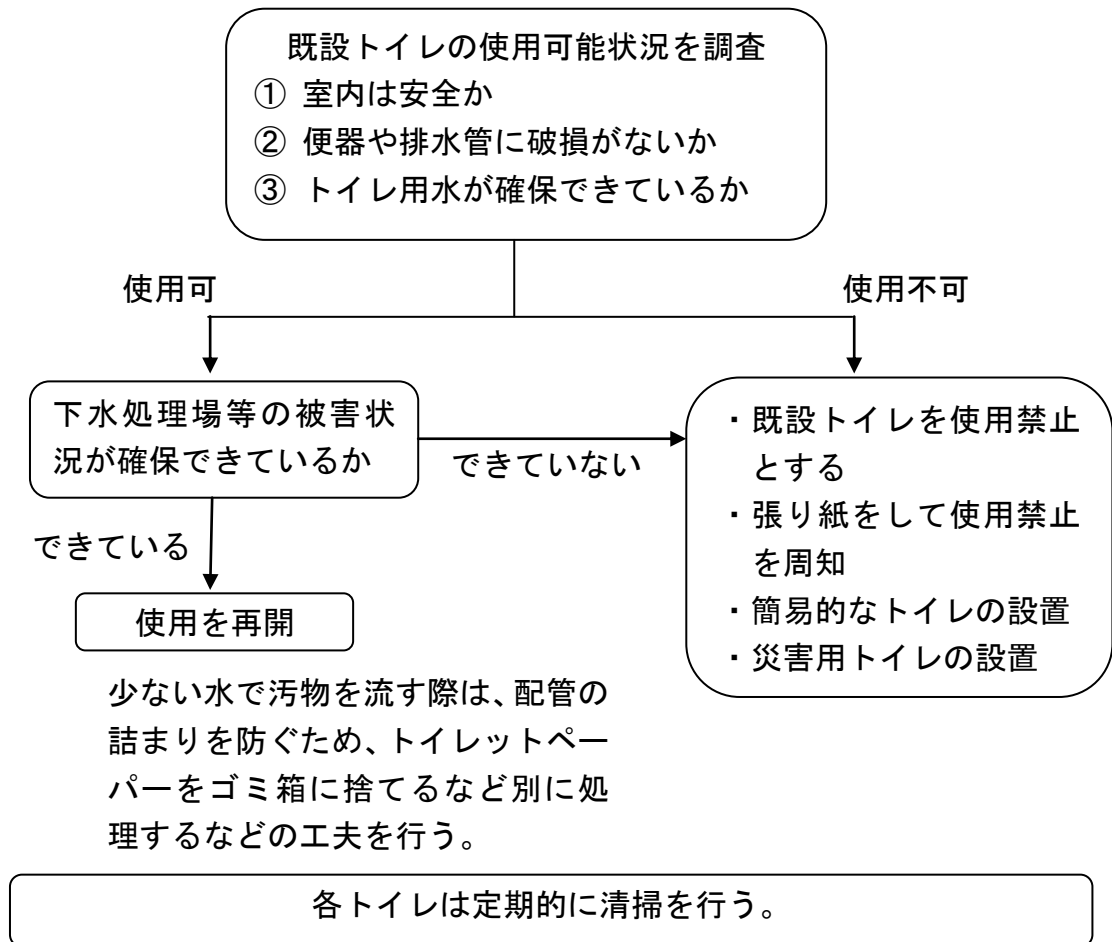 既設トイレの使用可能状況を調査
① 室内は安全か
② 便器や排水管に破損がないか
③ トイレ用水が確保できているか
使用可
使用不可
下水処理場等の被害状
況が確保できているか
できていない
・既設トイレを使用禁止
とする
・張り紙をして使用禁止
を周知
・簡易的なトイレの設置
・災害用トイレの設置
できている
使用を再開
少ない水で汚物を流す際は、配管の
詰まりを防ぐため、トイレットペー
パーをゴミ箱に捨てるなど別に処
理するなどの工夫を行う。
各トイレは定期的に清掃を行う。